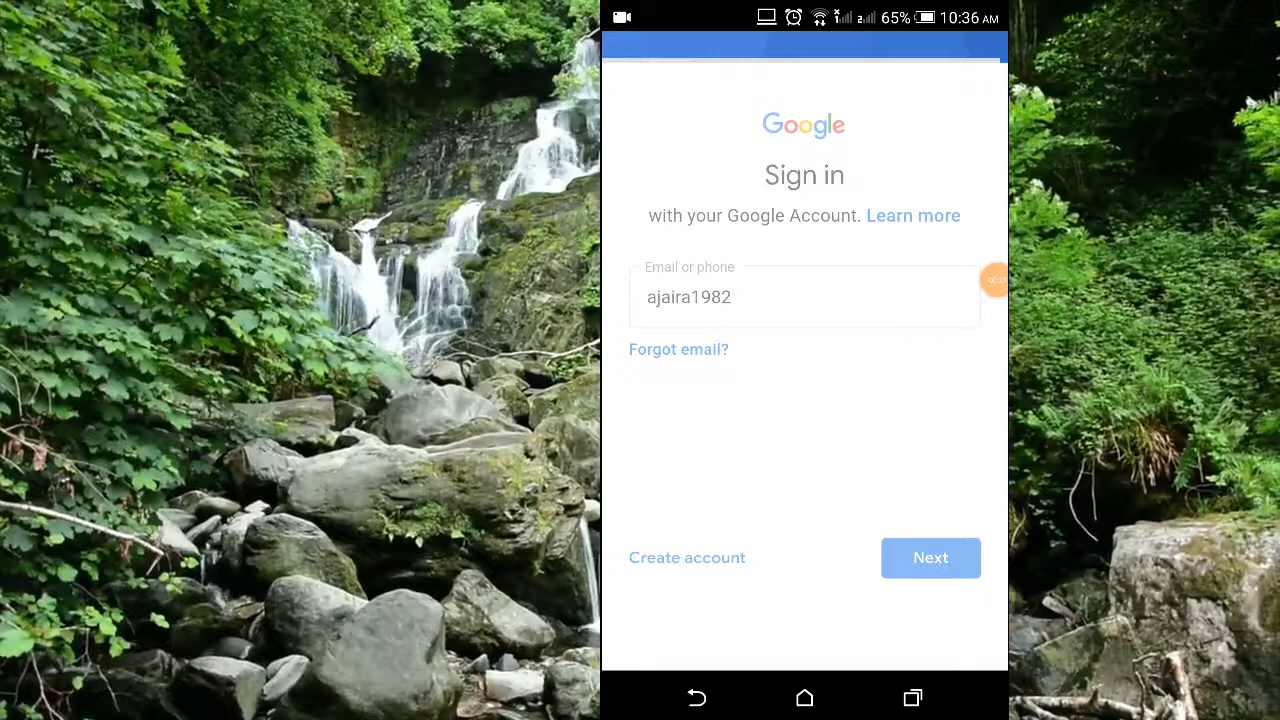 65% 10:36 AM
Google
Sign in
with your Google Account. Learn more
Email or phone
ajaira1982
Forgot email?
Create account
Next